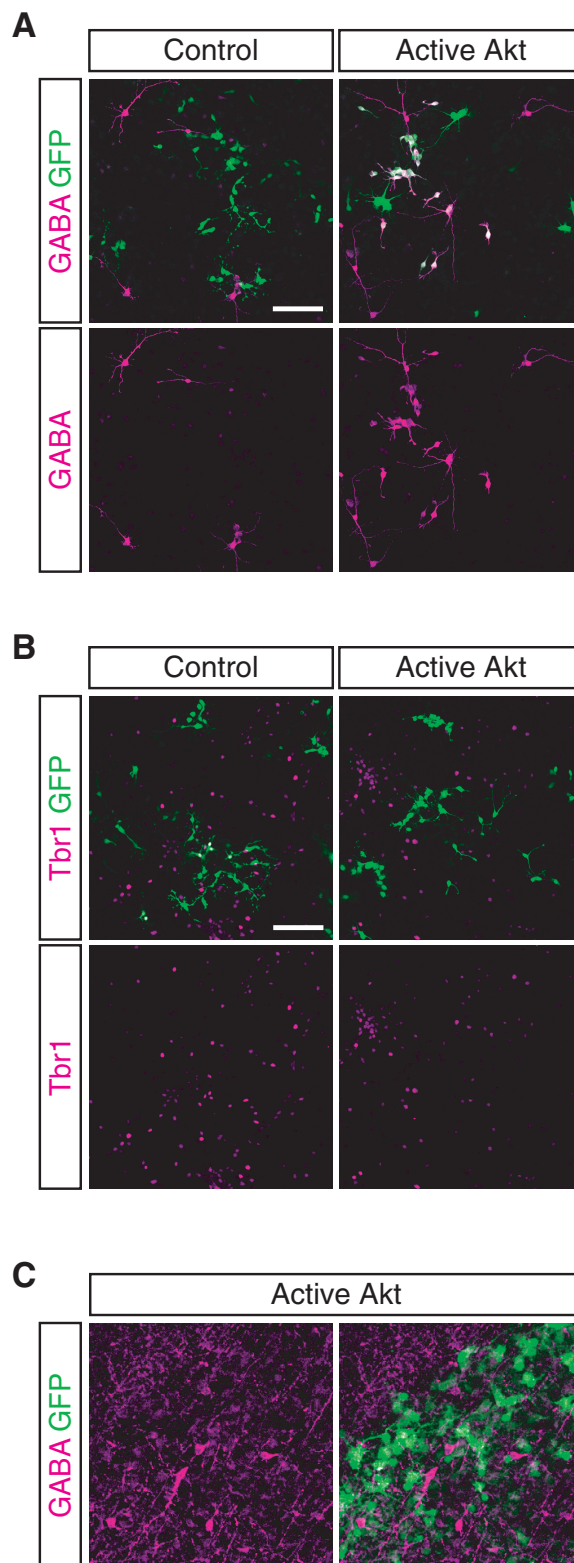 A
Control
Active Akt
GABA GFP
GABA
B
Control
Active Akt
Tbr1 GFP
Tbr1
C
Active Akt
GABA GFP